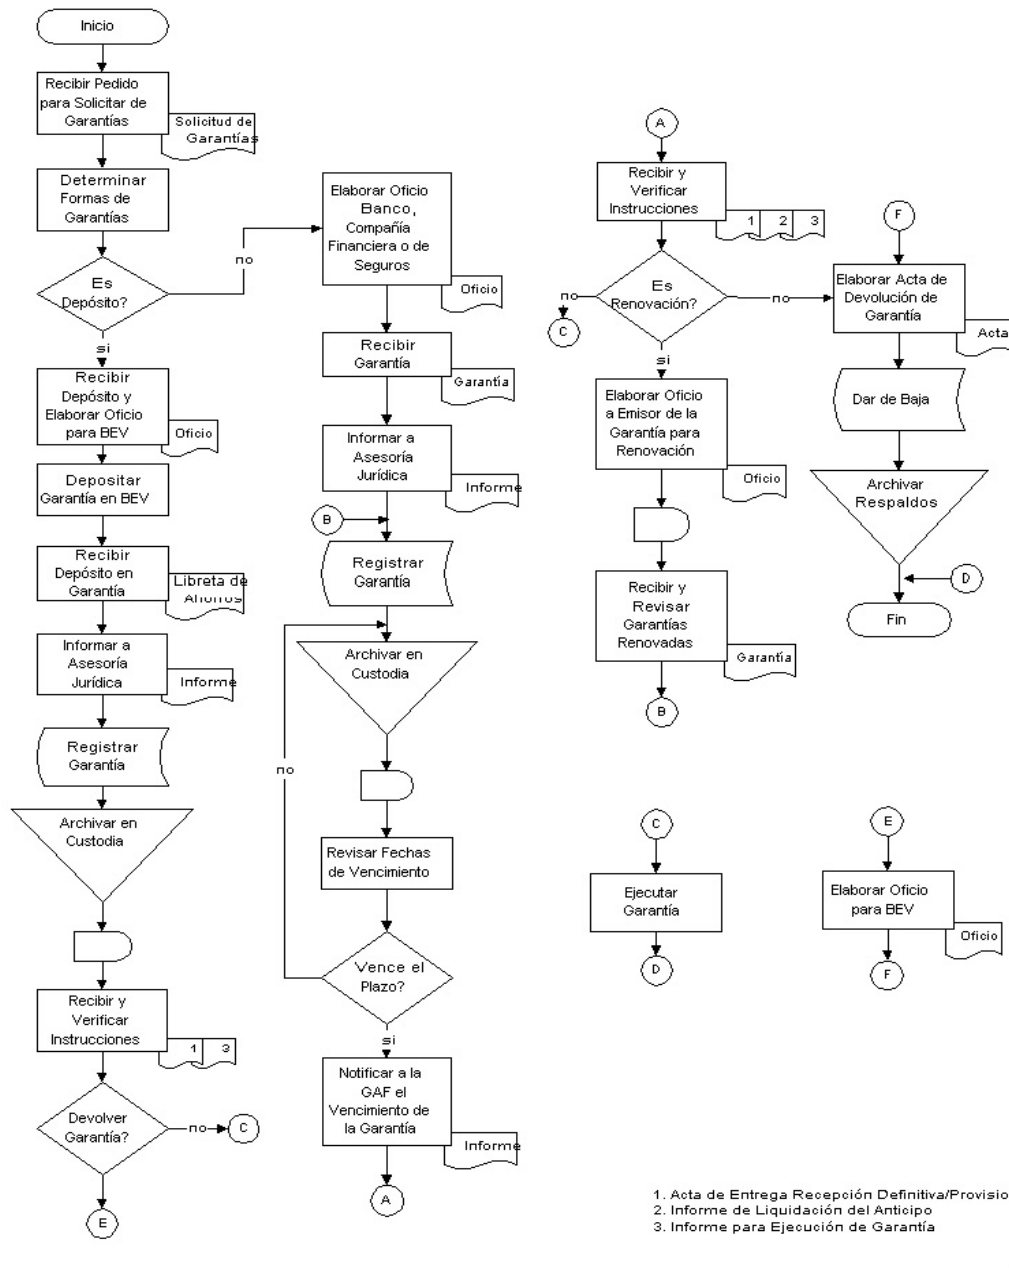 Inicio
Recibir Pedido
para Solicitar de
Garantías
Solicitud de
Garantías
Determinar
Formas de
Garantías
Es
Depósito?
no
si
Recibir
Depósito y
Elaborar Oficio
para BEV
Oficio
Depositar
Garantía en BEV
Recibir
Depósito en
Garantía
Libreta de
Ahorros
Informar a
Asesoría
Jurídica
Informe
Registrar
Garantía
Archivar en
Custodia
Recibir y
Verificar
Instrucciones
1 3
Devolver
Garantía?
no
C
E
Elaborar Oficio
Banco,
Compañía
Financiera o de
Seguros
Oficio
Recibir
Garantía
Garantía
Informar a
Asesoría
Jurídica
Informe
B
Registrar
Garantía
Archivar en
Custodia
no
Revisar Fechas
de Vencimiento
Vence el
Plazo?
si
Notificar a la
GAF el
Vencimiento de
la Garantía
Informe
A
A
Recibir y
Verificar
Instrucciones
1 2 3
Es
Renovación?
no
C
no
si
Elaborar Oficio
a Emisor de la
Garantía para
Renovación
Oficio
Recibir y
Revisar
Garantías
Renovadas
Garantía
B
F
Elaborar Acta de
Devolución de
Garantía
Acta
Dar de Baja
Archivar
Respaldos
D
Fin
C
Ejecutar
Garantía
D
E
Elaborar Oficio
para BEV
Oficio
F
1. Acta de Entrega Recepción Definitiva/Provisio
2. Informe de Liquidación del Anticipo
3. Informe para Ejecución de Garantía